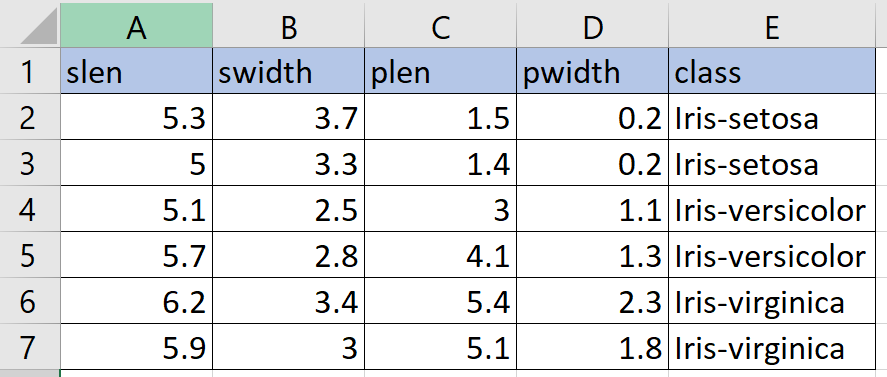 A B C D E
1 slen swidth plen pwidth class
2 5.3 3.7 1.5 0.2 Iris-setosa
3 5 3.3 1.4 0.2 Iris-setosa
4 5.1 2.5 3 1.1 Iris-versicolor
5 5.7 2.8 4.1 1.3 Iris-versicolor
6 6.2 3.4 5.4 2.3 Iris-virginica
7 5.9 3 5.1 1.8 Iris-virginica